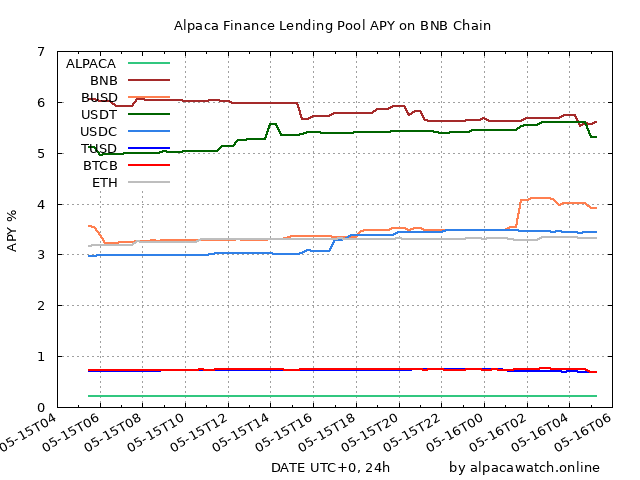 Alpaca Finance Lending Pool APY on BNB Chain
7
6
5
4
3
2
1
0
APY %
ALPACA
BNB
BUSD
USDT
USDC
TUSD
BTCB
ETH
05-15T04
05-15T06
05-15T08
05-15T10
05-15T12
05-15T14
05-15T16
05-15T18
05-15T20
05-15T22
05-16T00
05-16T02
05-16T04
05-16T06
DATE UTC+0, 24h
by alpacawatch.online